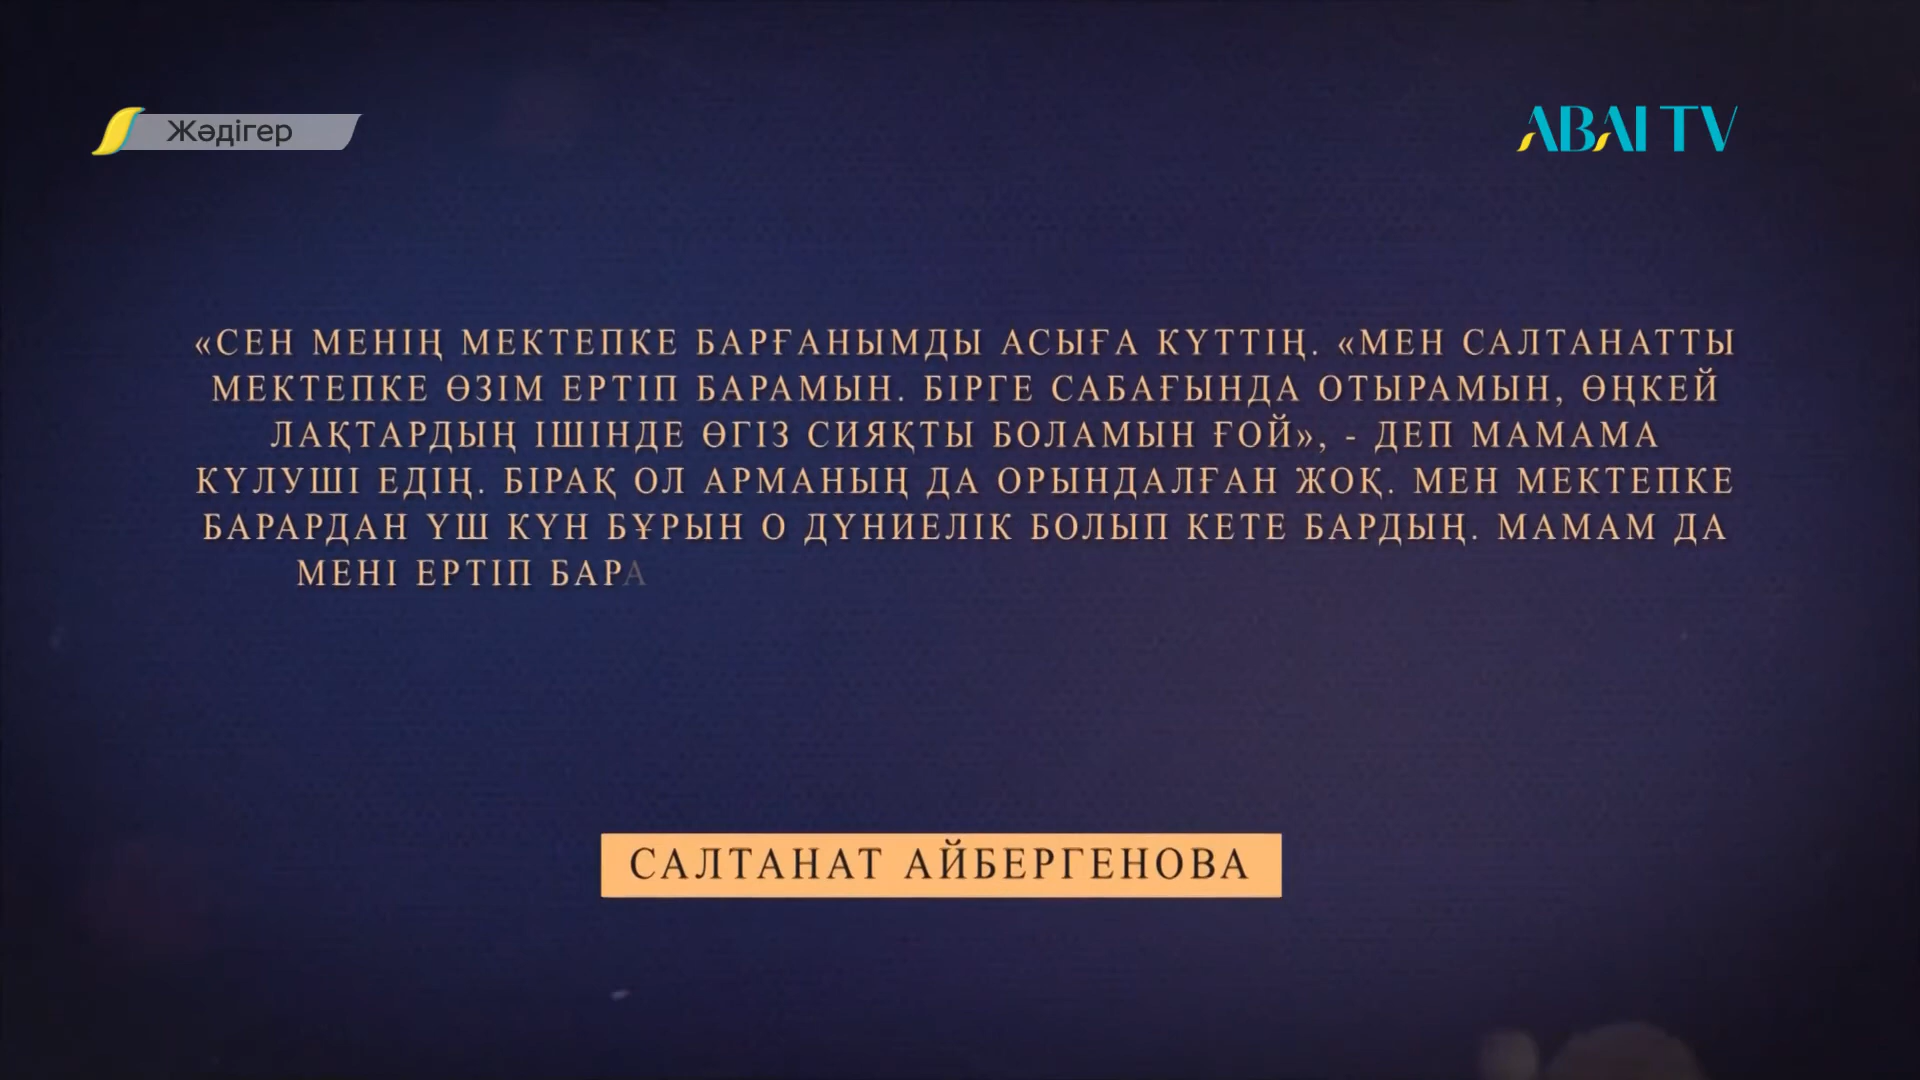 Жәдігер
ABAI TV
«СЕН МЕНІҢ МЕКТЕПКЕ БАРҒАНЫМДЫ АСЫҒА КҮТТІҢ. «МЕН САЛТАНАТТЫ
МЕКТЕПКЕ ӨЗІМ ЕРТІП БАРАМЫН. БІРГЕ САБАҒЫНДА ОТЫРАМЫН, ӨҢКЕЙ
ЛАҚТАРДЫҢ ІШІНДЕ ӨГІЗ СИЯҚТЫ БОЛАМЫН ҒОЙ», - ДЕП МАМАМА
КҮЛУШІ ЕДІҢ. БІРАҚ ОЛ АРМАНЫҢ ДА ОРЫНДАЛҒАН ЖОҚ. МЕН МЕКТЕПКЕ
БАРАРДАН ҮШ КҮН БҰРЫН О ДҮНИЕЛІК БОЛЫП КЕТЕ БАРДЫҢ. МАМАМ ДА
МЕНІ ЕРТІП БАРА
САЛТАНАТ АЙБЕРГЕНОВА